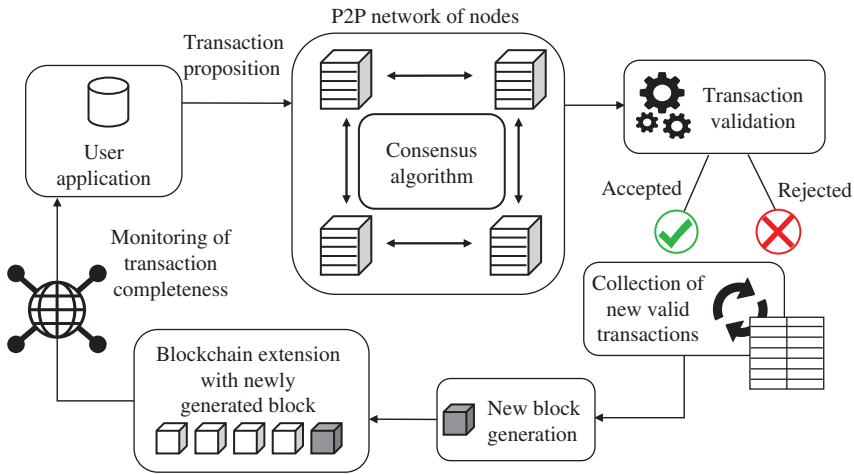 P2P network of nodes
Transaction
proposition
User
application
Consensus
algorithm
Transaction
validation
Accepted
Rejected
Collection of
new valid
transactions
New block
generation
Blockchain extension
with newly
generated block
Monitoring of
transaction
completeness